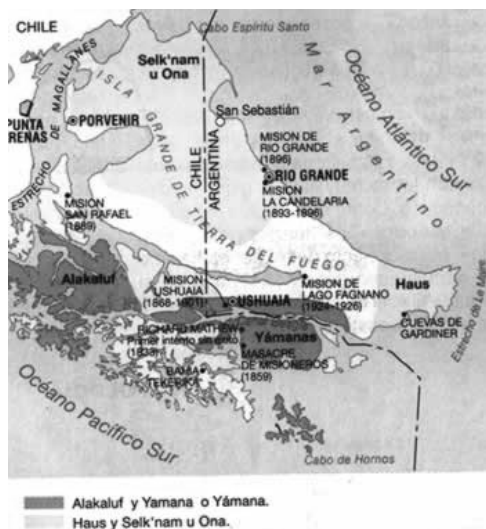 CHILE
Cabo Espíritu Santo
Selk'nam
u Ona
ESTRECHO DE MAGALLANES
ISLA GRANDE DE TIERRA DEL FUEGO
Mar Argentino
Océano Atlántico Sur
PUNTA
ARENAS
PORVENIR
San Sebastián
CHILE
ARGENTINA
MISION DE
RIO GRANDE
(1896)
RIO GRANDE
MISION
LA CANDELARIA
(1893-1896)
MISION
SAN RAFAEL
(1889)
Alakaluf
MISION
USHUAIA
(1868-1901)
USHUAIA
MISION DE
LAGO FAGNANO
(1924-1926)
Haus
Estrecho de Le Maire
CUEVAS DE
GARDINER
RICHARD MATHEW
Primer intento sin éxito
(1833)
Yámanas
MASACRE
DE MISIONEROS
(1859)
BAHIA
TEKENIKA
Océano Pacífico Sur
Cabo de Hornos
Alakaluf y Yamana o Yámana.
Haus y Selk'nam u Ona.